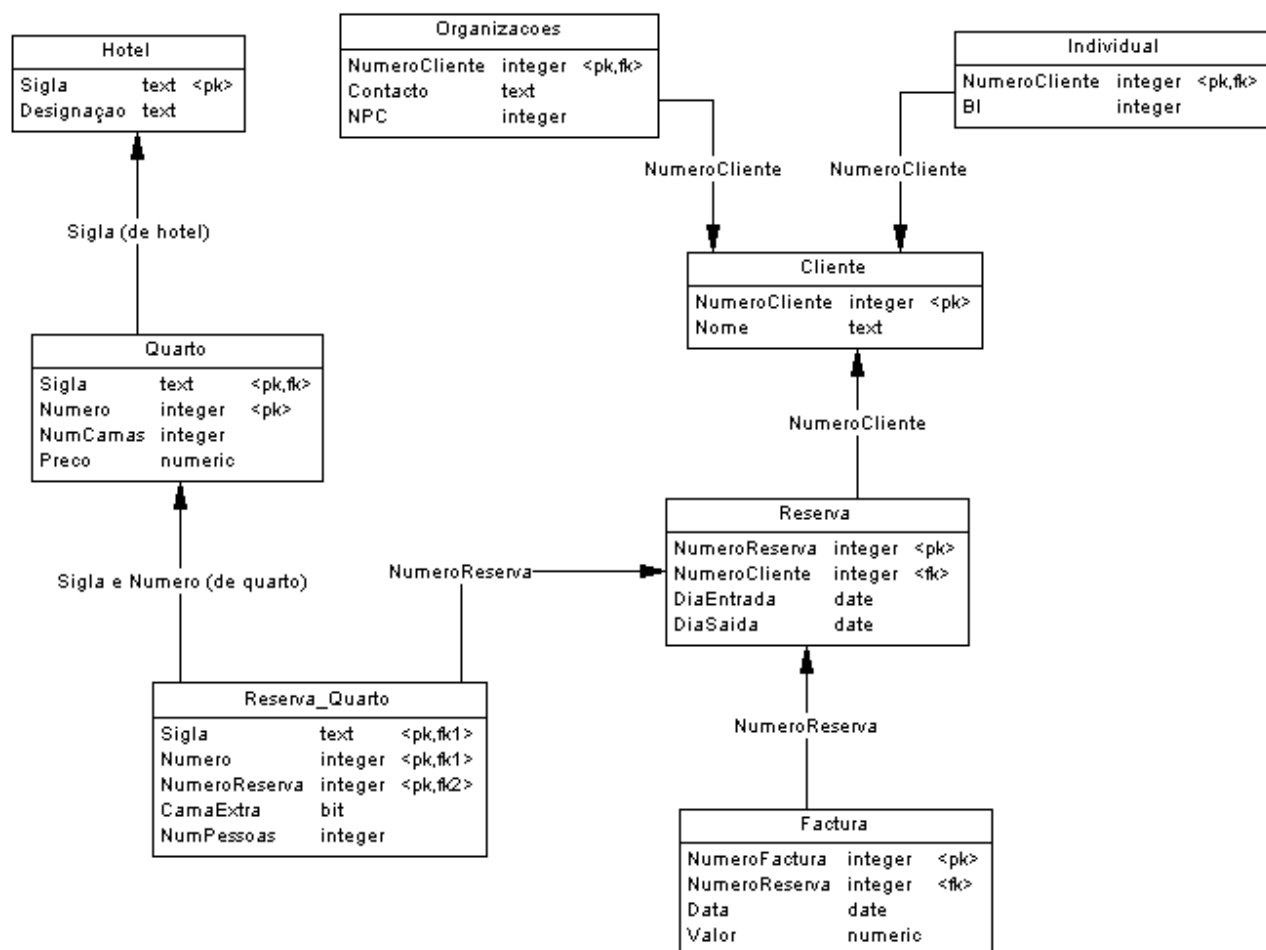 Hotel
Sigla text <pk>
Designaçao text
Organizacoes
NumeroCliente integer <pk,fk>
Contacto text
NPC integer
Individual
NumeroCliente integer <pk,fk>
BI integer
NumeroCliente
NumeroCliente
Sigla (de hotel)
Cliente
NumeroCliente integer <pk>
Nome text
Quarto
Sigla text <pk,fk>
Numero integer <pk>
NumCamas integer
Preco numeric
NumeroCliente
Reserva
NumeroReserva integer <pk>
NumeroCliente integer <fk>
DiaEntrada date
DiaSaida date
Sigla e Numero (de quarto)
NumeroReserva
Reserva_Quarto
Sigla text <pk,fk1>
Numero integer <pk,fk1>
NumeroReserva integer <pk,fk2>
CamaExtra bit
NumPessoas integer
NumeroReserva
Factura
NumeroFactura integer <pk>
NumeroReserva integer <fk>
Data date
Valor numeric